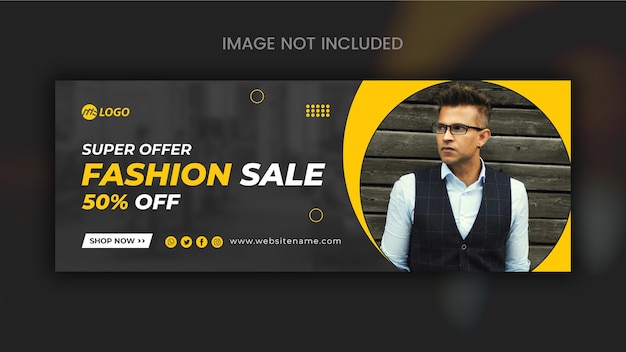 IMAGE NOT INCLUDED
LOGO
SUPER OFFER
FASHION SALE
50% OFF
SHOP NOW >>
www.websitename.com